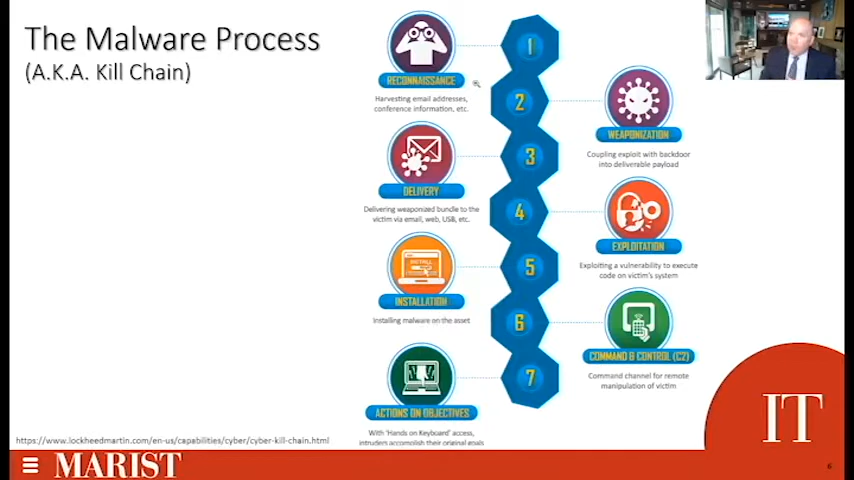 The Malware Process
(A.K.A. Kill Chain)
1
RECONNAISSANCE
Harvesting email addresses,
conference information, etc.
2
WEAPONIZATION
Coupling exploit with backdoor
into deliverable payload
3
DELIVERY
Delivering weaponized bundle to the
victim via email, web, USB, etc.
4
EXPLOITATION
Exploiting a vulnerability to execute
code on victim's system
5
INSTALL
INSTALLATION
Installing malware on the asset
6
COMMAND & CONTROL (C2)
Command channel for remote
manipulation of victim
7
ACTIONS ON OBJECTIVES
With 'Hands on Keyboard' access,
intruders accomplish their original goals
https://www.lockheedmartin.com/en-us/capabilities/cyber/cyber-kill-chain.html
IT
MARIST
6